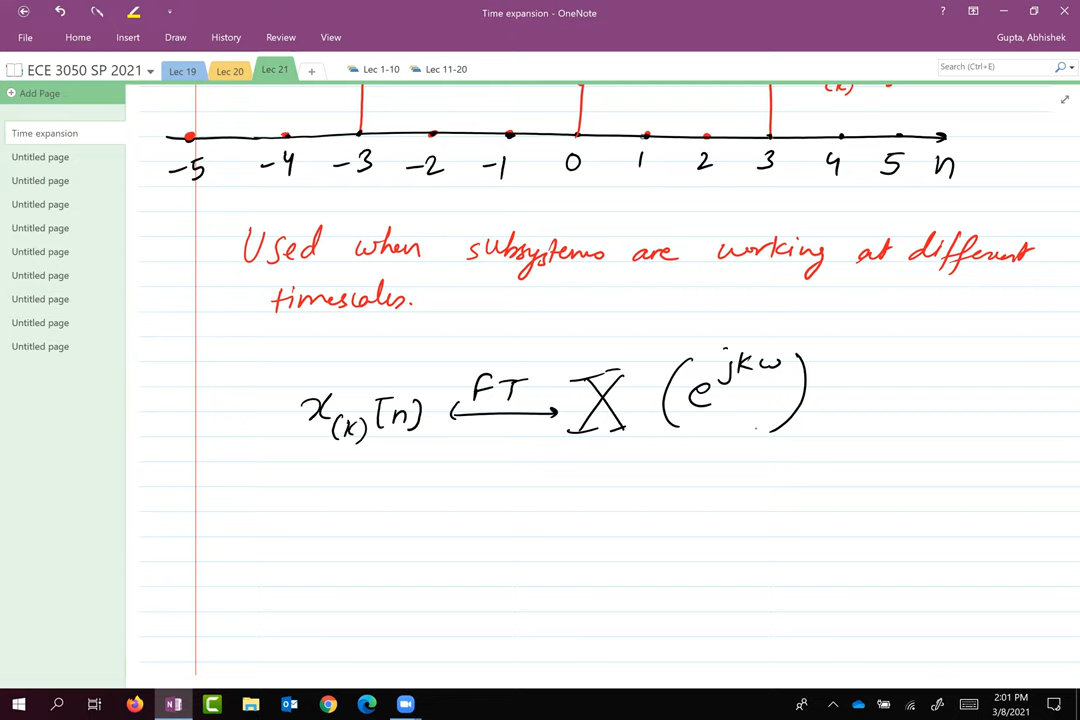 Time expansion - OneNote
?
File Home Insert Draw History Review View
Gupta, Abhishek
ECE 3050 SP 2021
Lec 19
Lec 20
Lec 21
+
Lec 1-10
Lec 11-20
Search (Ctrl+E)
Add Page
Time expansion
Untitled page
Untitled page
Untitled page
Untitled page
Untitled page
Untitled page
Untitled page
Untitled page
Untitled page
(k)
-5 -4 -3 -2 -1 0 1 2 3 4 5 n
Used when subsystems are working at different
timescales.
x_(k)[n] ⟷^FT X(e^jkω)
2:01 PM
3/8/2021